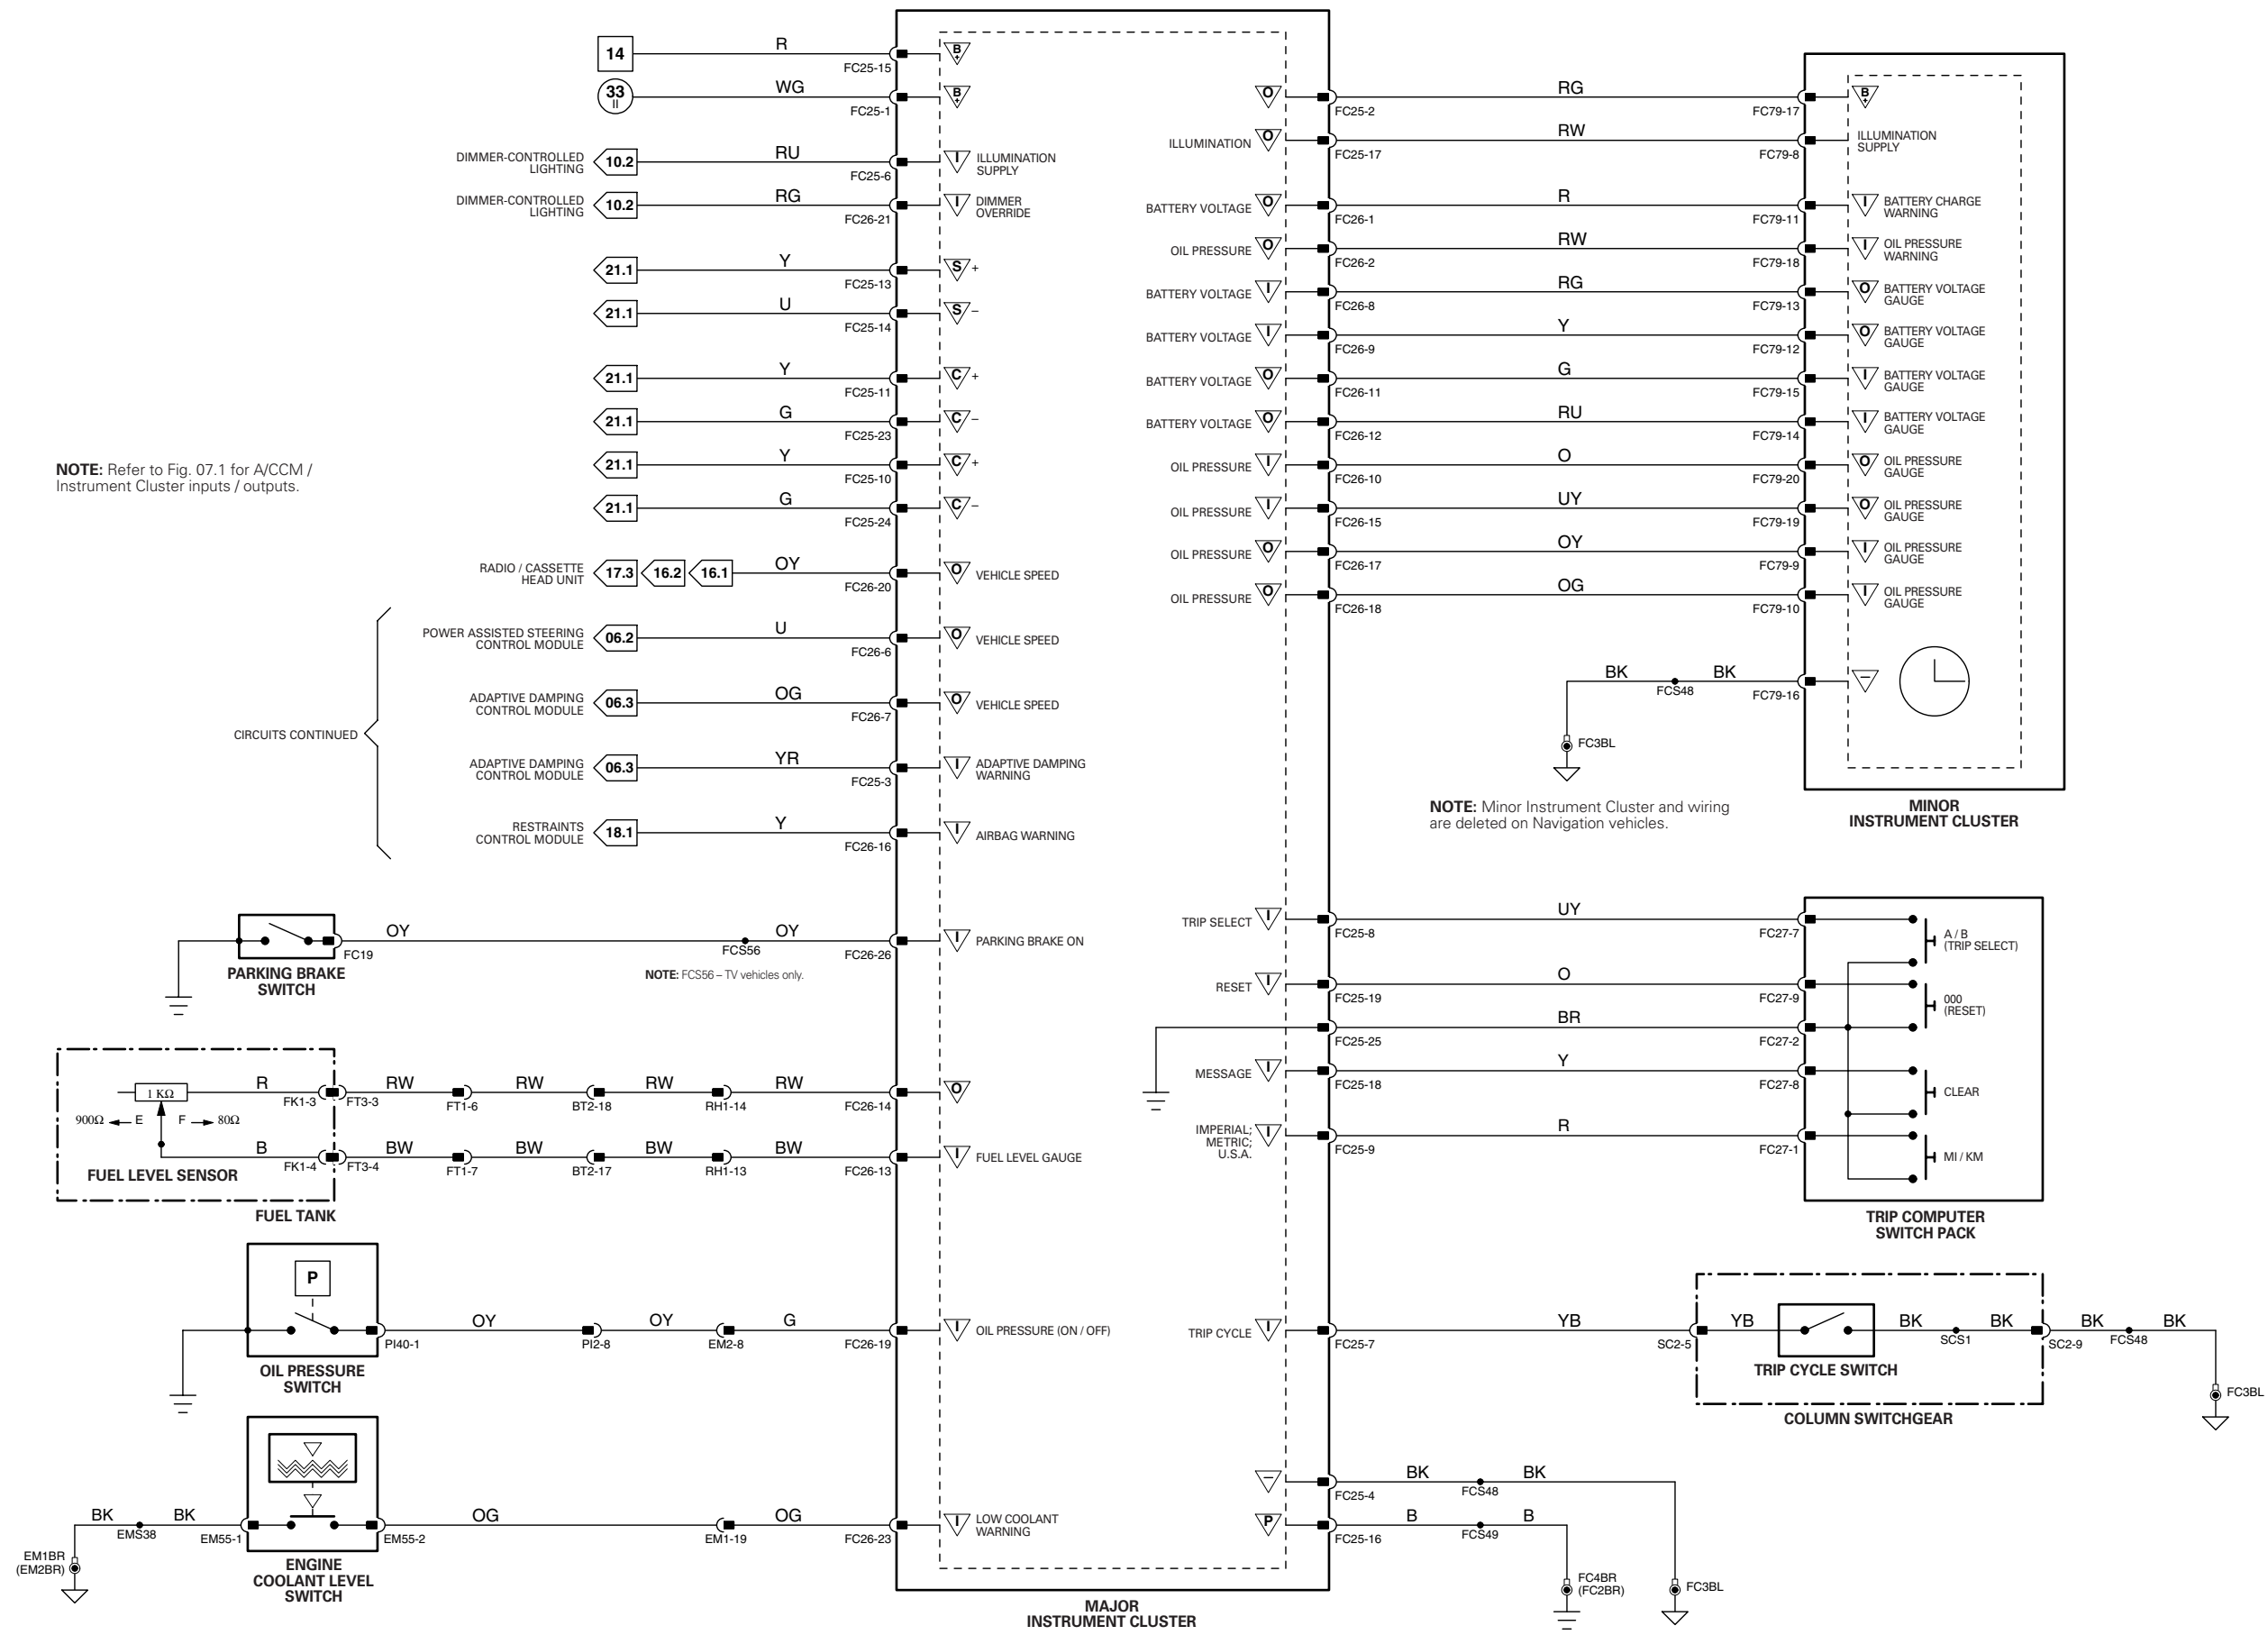 14
R
FC25-15
B
+
33
II
WG
FC25-1
B
+
DIMMER-CONTROLLED
LIGHTING
10.2
RU
FC25-6
I
ILLUMINATION
SUPPLY
DIMMER-CONTROLLED
LIGHTING
10.2
RG
FC26-21
I
DIMMER
OVERRIDE
21.1
Y
FC25-13
S +
21.1
U
FC25-14
S –
21.1
Y
FC25-11
C +
21.1
G
FC25-23
C –
21.1
Y
FC25-10
C +
21.1
G
FC25-24
C –
NOTE: Refer to Fig. 07.1 for A/CCM /
Instrument Cluster inputs / outputs.
RADIO / CASSETTE
HEAD UNIT
17.3 16.2 16.1
OY
FC26-20
O
VEHICLE SPEED
CIRCUITS CONTINUED
POWER ASSISTED STEERING
CONTROL MODULE
06.2
U
FC26-6
O
VEHICLE SPEED
ADAPTIVE DAMPING
CONTROL MODULE
06.3
OG
FC26-7
O
VEHICLE SPEED
ADAPTIVE DAMPING
CONTROL MODULE
06.3
YR
FC25-3
I
ADAPTIVE DAMPING
WARNING
RESTRAINTS
CONTROL MODULE
18.1
Y
FC26-16
I
AIRBAG WARNING
OY
FC19
FCS56
OY
FC26-26
I
PARKING BRAKE ON
PARKING BRAKE
SWITCH
NOTE: FCS56 – TV vehicles only.
1 KΩ
900Ω E F 80Ω
R
FK1-3
FT3-3
RW
FT1-6
RW
BT2-18
RW
RH1-14
RW
FC26-14
O
B
FK1-4
FT3-4
BW
FT1-7
BW
BT2-17
BW
RH1-13
BW
FC26-13
I
FUEL LEVEL GAUGE
FUEL LEVEL SENSOR
FUEL TANK
P
PI40-1
OY
PI2-8
OY
EM2-8
G
FC26-19
I
OIL PRESSURE (ON / OFF)
OIL PRESSURE
SWITCH
BK
EMS38
BK
EM55-1
EM55-2
OG
EM1-19
OG
FC26-23
I
LOW COOLANT
WARNING
EM1BR
(EM2BR)
ENGINE
COOLANT LEVEL
SWITCH
MAJOR
INSTRUMENT CLUSTER
O
FC25-2
RG
FC79-17
B
+
ILLUMINATION
O
FC25-17
RW
FC79-8
ILLUMINATION
SUPPLY
BATTERY VOLTAGE
O
FC26-1
R
FC79-11
I
BATTERY CHARGE
WARNING
OIL PRESSURE
O
FC26-2
RW
FC79-18
I
OIL PRESSURE
WARNING
BATTERY VOLTAGE
I
FC26-8
RG
FC79-13
O
BATTERY VOLTAGE
GAUGE
BATTERY VOLTAGE
I
FC26-9
Y
FC79-12
O
BATTERY VOLTAGE
GAUGE
BATTERY VOLTAGE
O
FC26-11
G
FC79-15
I
BATTERY VOLTAGE
GAUGE
BATTERY VOLTAGE
O
FC26-12
RU
FC79-14
I
BATTERY VOLTAGE
GAUGE
OIL PRESSURE
I
FC26-10
O
FC79-20
O
OIL PRESSURE
GAUGE
OIL PRESSURE
I
FC26-15
UY
FC79-19
O
OIL PRESSURE
GAUGE
OIL PRESSURE
O
FC26-17
OY
FC79-9
I
OIL PRESSURE
GAUGE
OIL PRESSURE
O
FC26-18
OG
FC79-10
I
OIL PRESSURE
GAUGE
BK
FCS48
BK
FC79-16
–
FC3BL
NOTE: Minor Instrument Cluster and wiring
are deleted on Navigation vehicles.
MINOR
INSTRUMENT CLUSTER
TRIP SELECT
I
FC25-8
UY
FC27-7
A / B
(TRIP SELECT)
RESET
I
FC25-19
O
FC27-9
000
(RESET)
FC25-25
BR
FC27-2
MESSAGE
I
FC25-18
Y
FC27-8
CLEAR
IMPERIAL;
METRIC;
U.S.A.
I
FC25-9
R
FC27-1
MI / KM
TRIP COMPUTER
SWITCH PACK
TRIP CYCLE
I
FC25-7
YB
SC2-5
YB
BK
SCS1
BK
SC2-9
BK
FCS48
BK
FC3BL
TRIP CYCLE SWITCH
COLUMN SWITCHGEAR
–
FC25-4
BK
FCS48
BK
P
FC25-16
B
FCS49
B
FC4BR
(FC2BR)
FC3BL